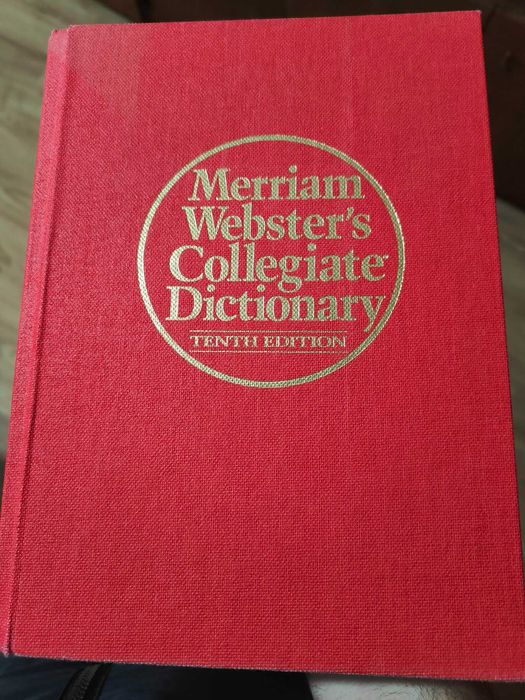 Merriam
Webster's
Collegiate
Dictionary
TENTH EDITION